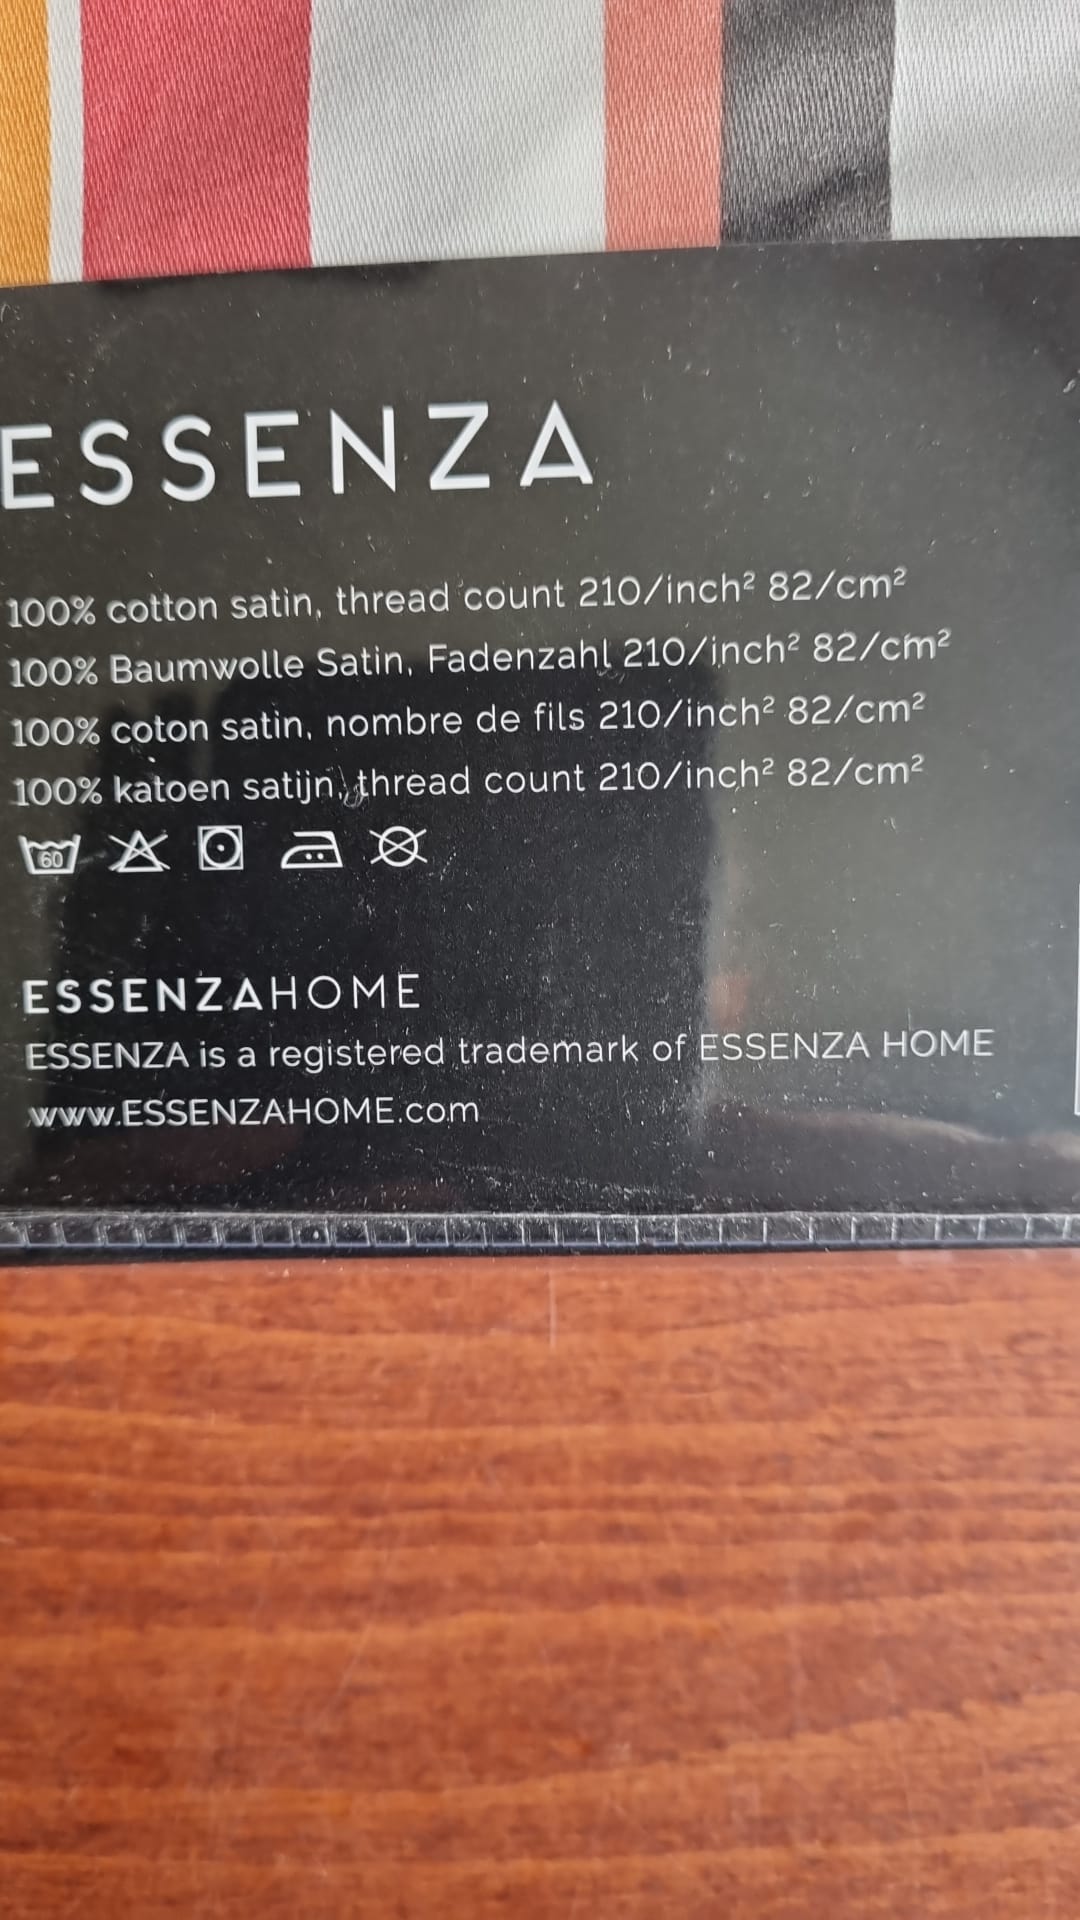 ESSENZA
100% cotton satin, thread count 210/inch² 82/cm²
100% Baumwolle Satin, Fadenzahl 210/inch² 82/cm²
100% coton satin, nombre de fils 210/inch² 82/cm²
100% katoen satijn, thread count 210/inch² 82/cm²
60
ESSENZAHOME
ESSENZA is a registered trademark of ESSENZA HOME
www.ESSENZAHOME.com